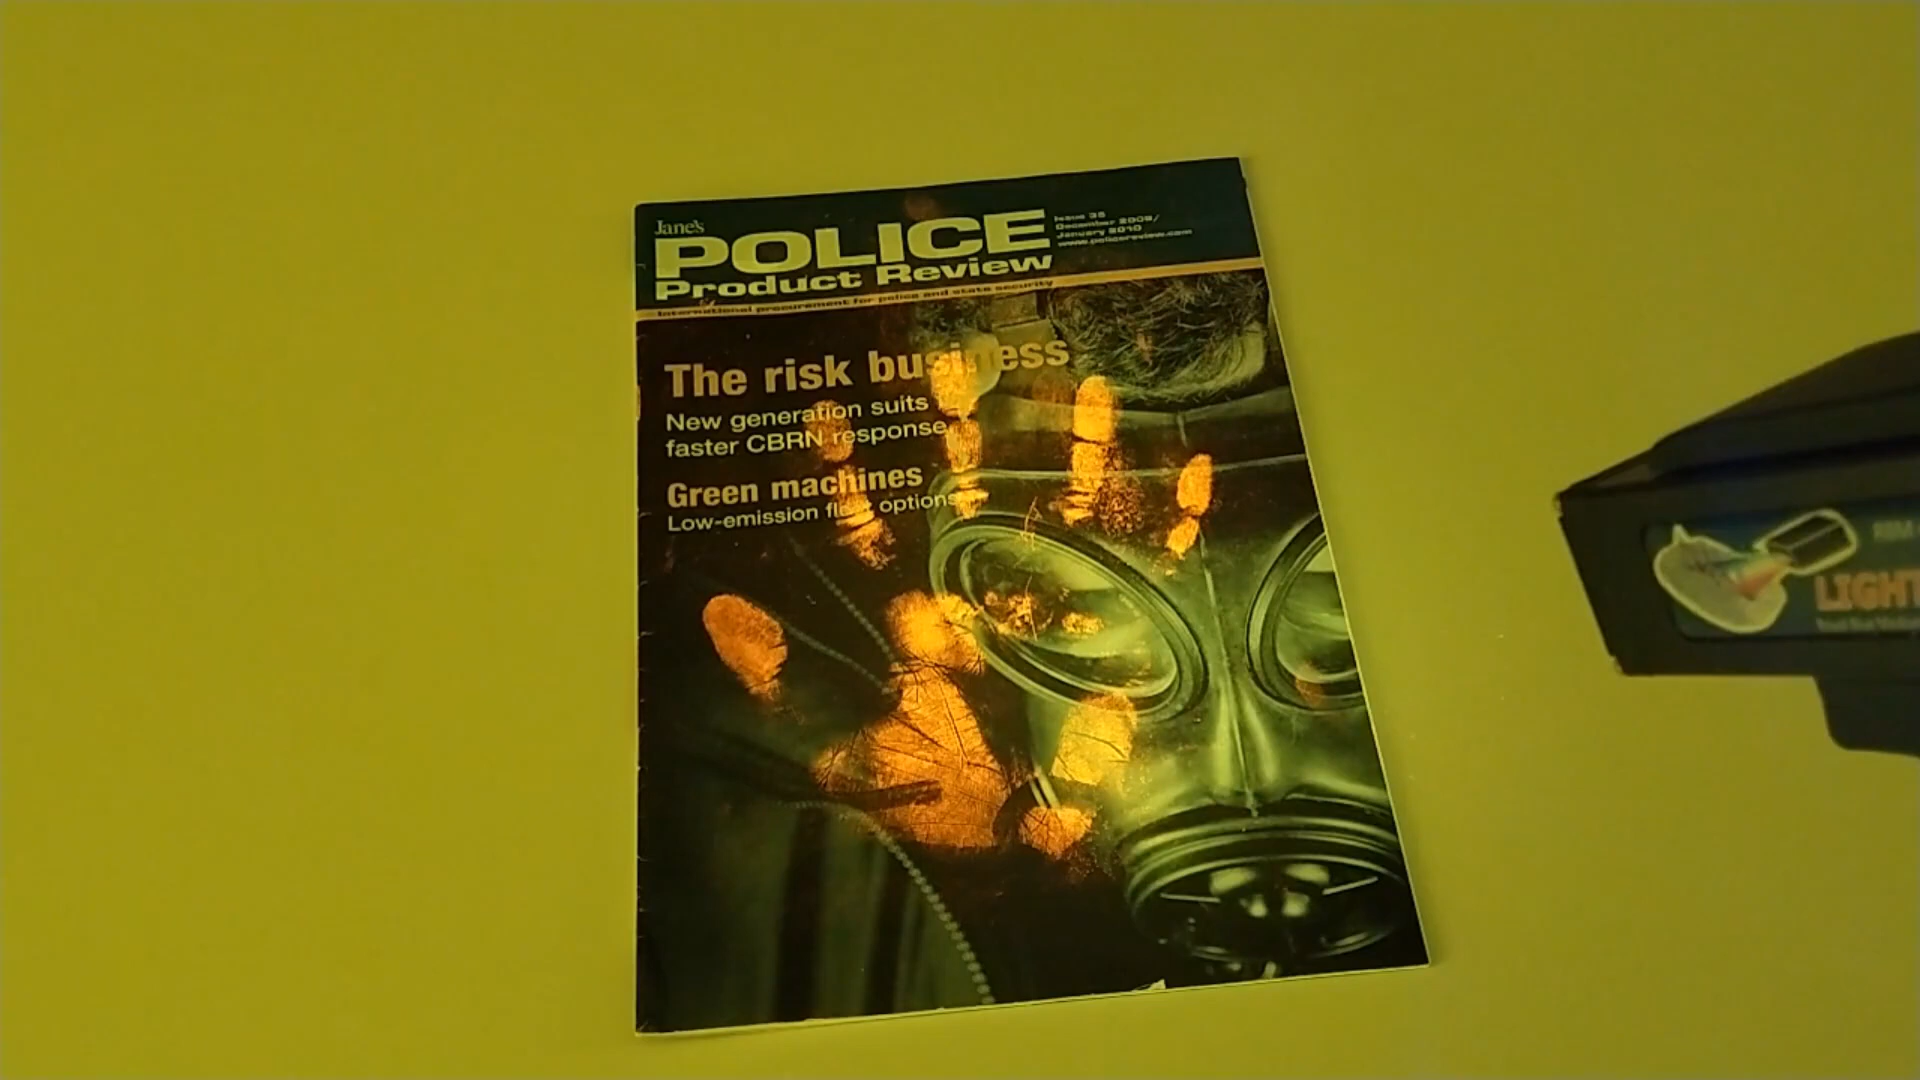 Jane's
POLICE
Product Review
International procurement for police and state security
Issue 35
December 2009/
January 2010
www.policereview.com
The risk business
New generation suits
faster CBRN response
Green machines
Low-emission fleet options
LIGHT